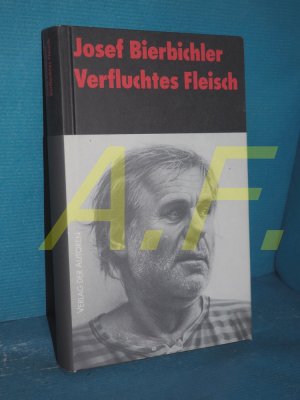 Josef Bierbichler
Verfluchtes Fleisch
VERLAG DER AUTOREN
A.F.